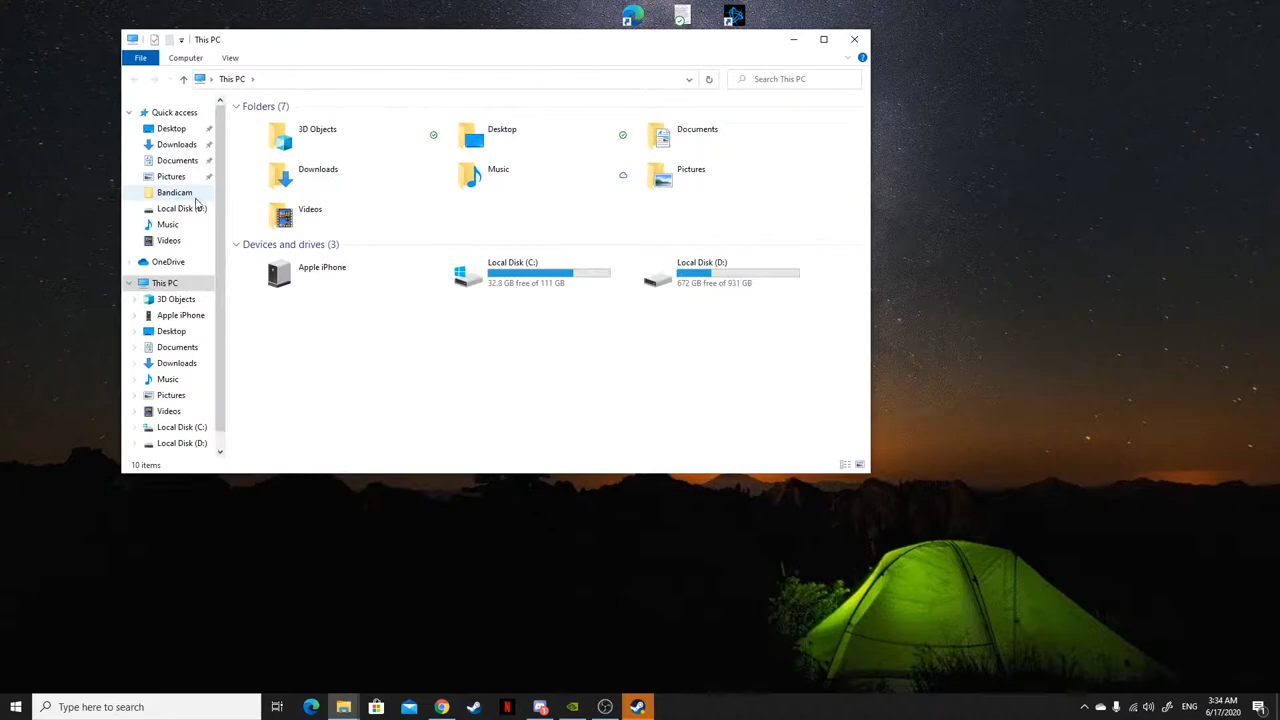 This PC
File
Computer
View
This PC
Search This PC
Quick access
Desktop
Downloads
Documents
Pictures
Bandicam
Local Disk
Music
Videos
OneDrive
This PC
3D Objects
Apple iPhone
Desktop
Documents
Downloads
Music
Pictures
Videos
Local Disk (C:)
Local Disk (D:)
Folders (7)
3D Objects
Desktop
Documents
Downloads
Music
Pictures
Videos
Devices and drives (3)
Apple iPhone
Local Disk (C:)
32.8 GB free of 111 GB
Local Disk (D:)
672 GB free of 931 GB
10 items
Type here to search
N
ENG
3:34 AM
6/17/2020